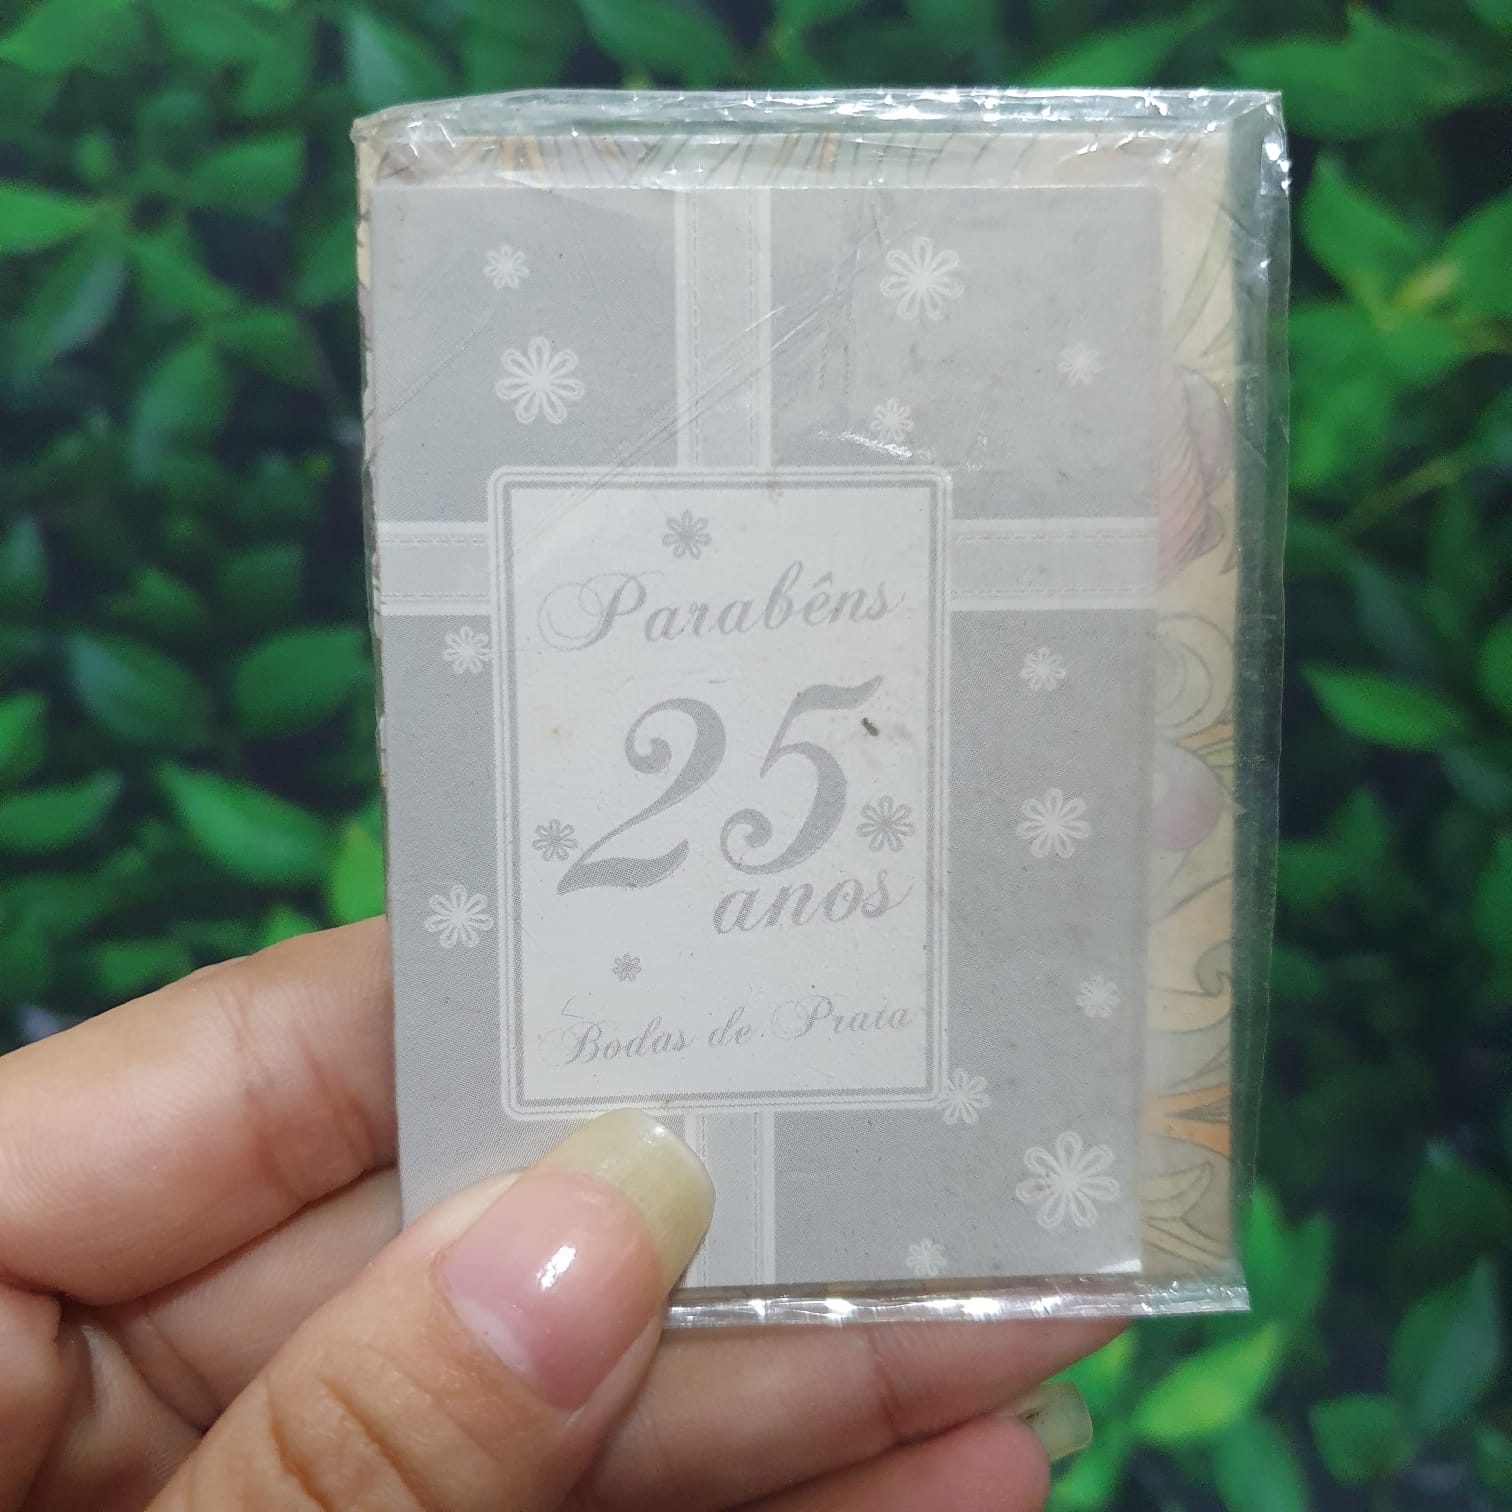 Parabêns
25
anos
Bodas de Prata